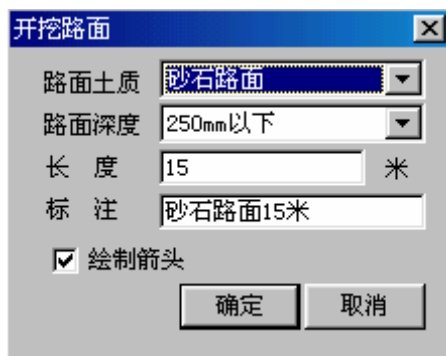 开挖路面
路面土质 砂石路面
路面深度 250mm以下
长 度 15 米
标 注 砂石路面15米
绘制箭头
确定 取消